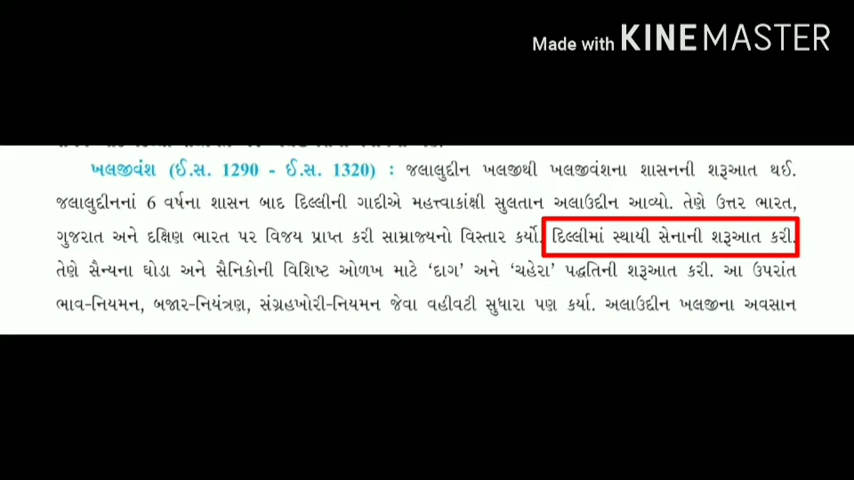 Made with KINEMASTER
ખલજીવંશ (ઈ.સ. 1290 - ઈ.સ. 1320) : જલાલુદ્દીન ખલજીથી ખલજીવંશના શાસનની શરૂઆત થઈ.
જલાલુદ્દીનનાં 6 વર્ષના શાસન બાદ દિલ્લીની ગાદીએ મહત્ત્વાકાંક્ષી સુલતાન અલાઉદ્દીન આવ્યો. તેણે ઉત્તર ભારત,
ગુજરાત અને દક્ષિણ ભારત પર વિજય પ્રાપ્ત કરી સામ્રાજ્યનો વિસ્તાર કર્યો. દિલ્લીમાં સ્થાયી સેનાની શરૂઆત કરી.
તેણે સૈન્યના ઘોડા અને સૈનિકોની વિશિષ્ટ ઓળખ માટે ‘દાગ’ અને ‘ચહેરા’ પદ્ધતિની શરૂઆત કરી. આ ઉપરાંત
ભાવ-નિયમન, બજાર-નિયંત્રણ, સંગ્રહખોરી-નિયમન જેવા વહીવટી સુધારા પણ કર્યા. અલાઉદ્દીન ખલજીના અવસાન